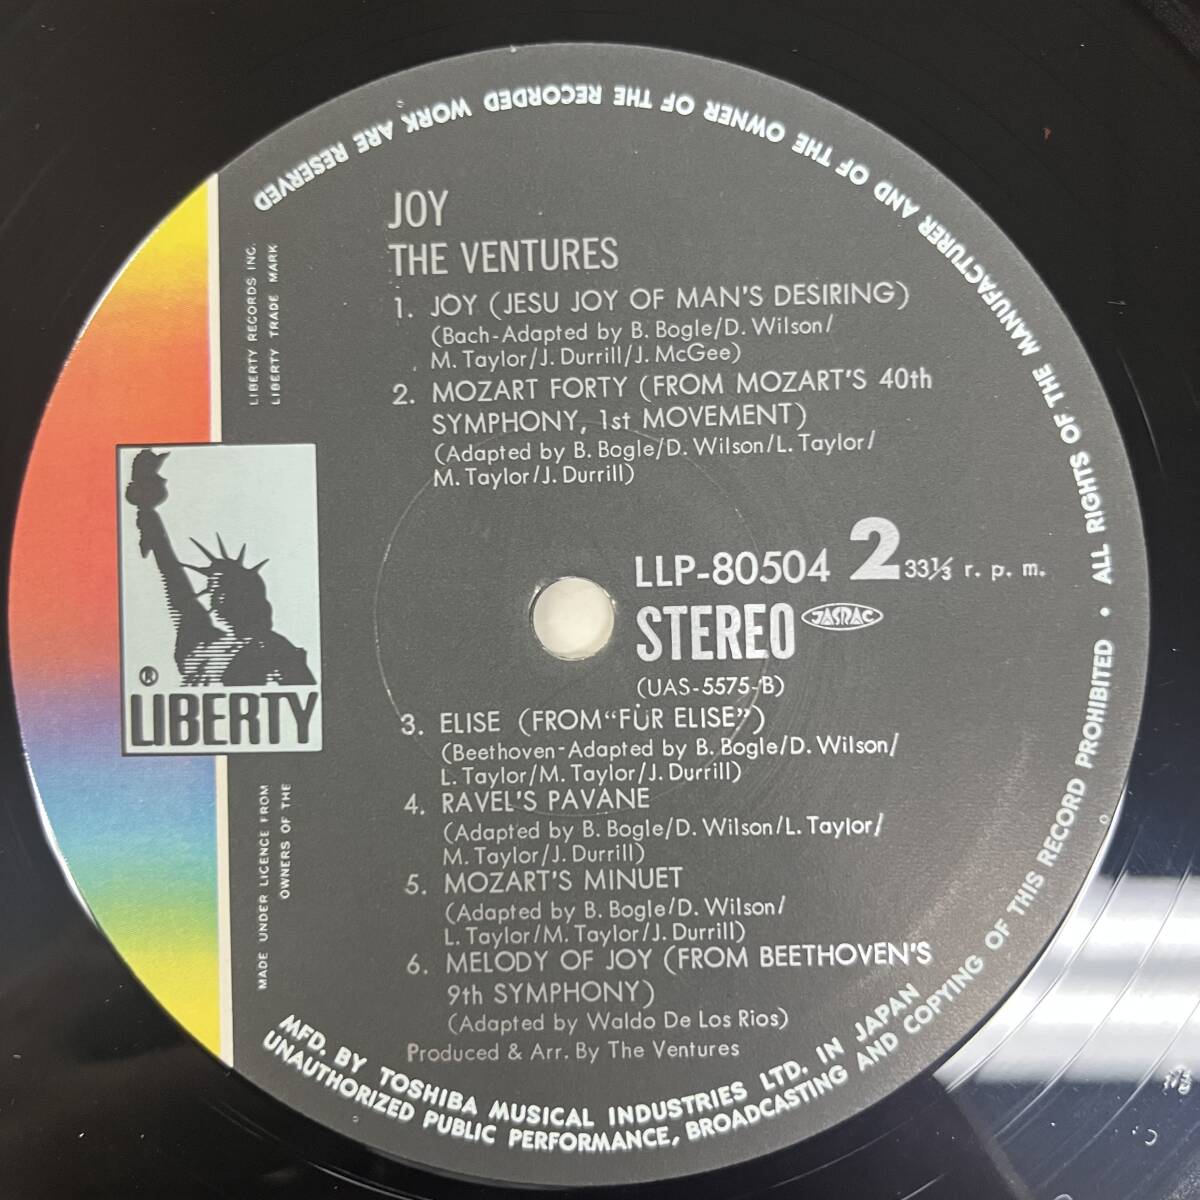 JOY
THE VENTURES
1. JOY (JESU JOY OF MAN'S DESIRING)
(Bach-Adapted by B. Bogle/D. Wilson/
M. Taylor/J. Durrill/J. McGee)
2. MOZART FORTY (FROM MOZART'S 40th
SYMPHONY, 1st MOVEMENT)
(Adapted by B. Bogle/D. Wilson/L. Taylor/
M. Taylor/J. Durrill)
LLP-80504 2 33⅓ r. p. m.
STEREO JASRAC
(UAS-5575-B)
3. ELISE (FROM“FÜR ELISE”)
(Beethoven-Adapted by B. Bogle/D. Wilson/
L. Taylor/M. Taylor/J. Durrill)
4. RAVEL'S PAVANE
(Adapted by B. Bogle/D. Wilson/L. Taylor/
M. Taylor/J. Durrill)
5. MOZART'S MINUET
(Adapted by B. Bogle/D. Wilson/
L. Taylor/M. Taylor/J. Durrill)
6. MELODY OF JOY (FROM BEETHOVEN'S
9th SYMPHONY)
(Adapted by Waldo De Los Rios)
Produced & Arr. By The Ventures
LIBERTY RECORDS INC.
LIBERTY TRADE MARK
®
LIBERTY
MADE UNDER LICENCE FROM
OWNERS OF THE
MFD. BY TOSHIBA MUSICAL INDUSTRIES LTD. IN JAPAN
UNAUTHORIZED PUBLIC PERFORMANCE, BROADCASTING AND COPYING OF THIS RECORD PROHIBITED • ALL RIGHTS OF THE MANUFACTURER AND OF THE OWNER OF THE RECORDED WORK ARE RESERVED